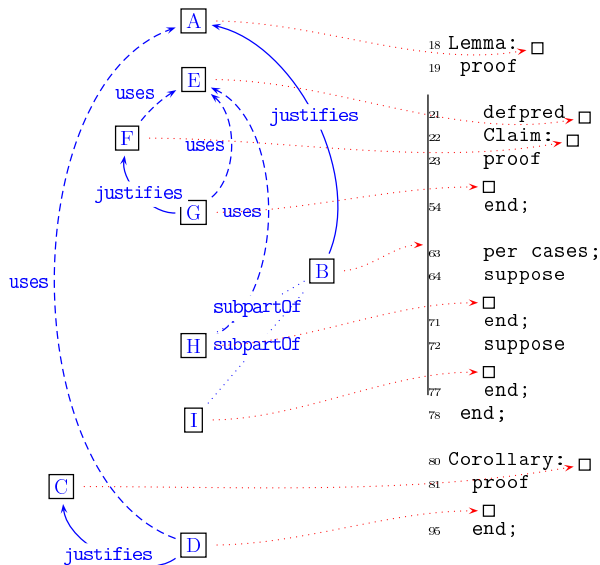 A
18 Lemma:
19 proof
E
uses
justifies
21 defpred
F
22 Claim:
uses
23 proof
justifies
G
uses
54 end;
B
63 per cases;
uses
64 suppose
subpartOf
71 end;
H
subpartOf
72 suppose
77 end;
I
78 end;
80 Corollary:
C
81 proof
95 end;
D
justifies